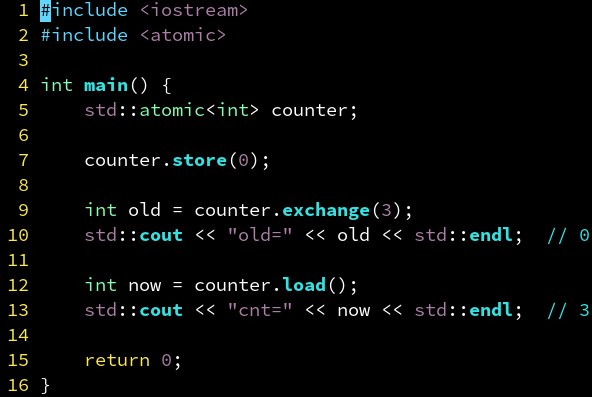 1 #include <iostream>
2 #include <atomic>
3
4 int main() {
5     std::atomic<int> counter;
6
7     counter.store(0);
8
9     int old = counter.exchange(3);
10     std::cout << "old=" << old << std::endl;  // 0
11
12     int now = counter.load();
13     std::cout << "cnt=" << now << std::endl;  // 3
14
15     return 0;
16 }